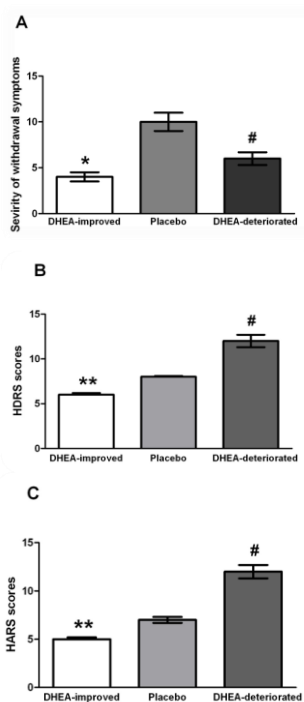 A
Sevirity of withdrawal symptoms
15
10
5
0
*
#
DHEA-improved Placebo DHEA-deteriorated
B
HDRS scores
15
10
5
0
**
#
DHEA-improved Placebo DHEA-deteriorated
C
HARS scores
15
10
5
0
**
#
DHEA-improved Placebo DHEA-deteriorated